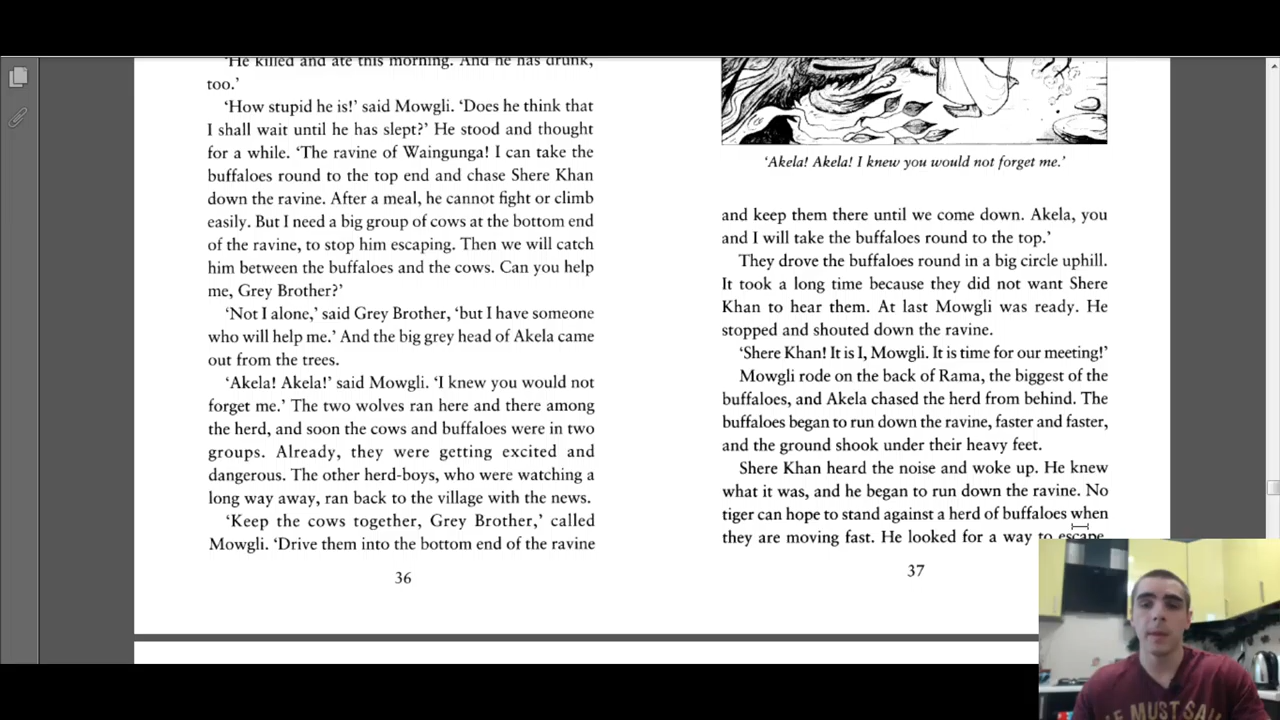 'He killed and ate this morning. And he has drunk,
too.'
'How stupid he is!' said Mowgli. 'Does he think that
I shall wait until he has slept?' He stood and thought
for a while. 'The ravine of Waingunga! I can take the
buffaloes round to the top end and chase Shere Khan
down the ravine. After a meal, he cannot fight or climb
easily. But I need a big group of cows at the bottom end
of the ravine, to stop him escaping. Then we will catch
him between the buffaloes and the cows. Can you help
me, Grey Brother?'
'Not I alone,' said Grey Brother, 'but I have someone
who will help me.' And the big grey head of Akela came
out from the trees.
'Akela! Akela!' said Mowgli. 'I knew you would not
forget me.' The two wolves ran here and there among
the herd, and soon the cows and buffaloes were in two
groups. Already, they were getting excited and
dangerous. The other herd-boys, who were watching a
long way away, ran back to the village with the news.
'Keep the cows together, Grey Brother,' called
Mowgli. 'Drive them into the bottom end of the ravine
36
'Akela! Akela! I knew you would not forget me.'
and keep them there until we come down. Akela, you
and I will take the buffaloes round to the top.'
They drove the buffaloes round in a big circle uphill.
It took a long time because they did not want Shere
Khan to hear them. At last Mowgli was ready. He
stopped and shouted down the ravine.
'Shere Khan! It is I, Mowgli. It is time for our meeting!'
Mowgli rode on the back of Rama, the biggest of the
buffaloes, and Akela chased the herd from behind. The
buffaloes began to run down the ravine, faster and faster,
and the ground shook under their heavy feet.
Shere Khan heard the noise and woke up. He knew
what it was, and he began to run down the ravine. No
tiger can hope to stand against a herd of buffaloes when
they are moving fast. He looked for a way to escape,
37
MUST